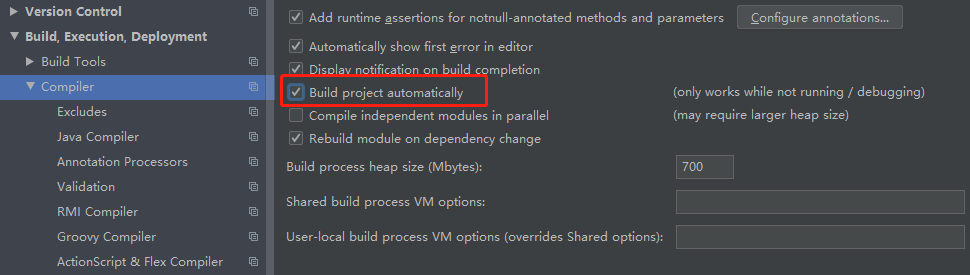 Version Control
Build, Execution, Deployment
Build Tools
Compiler
Excludes
Java Compiler
Annotation Processors
Validation
RMI Compiler
Groovy Compiler
ActionScript & Flex Compiler
Add runtime assertions for notnull-annotated methods and parameters
Configure annotations...
Automatically show first error in editor
Display notification on build completion
Build project automatically (only works while not running / debugging)
Compile independent modules in parallel (may require larger heap size)
Rebuild module on dependency change
Build process heap size (Mbytes): 700
Shared build process VM options:
User-local build process VM options (overrides Shared options):